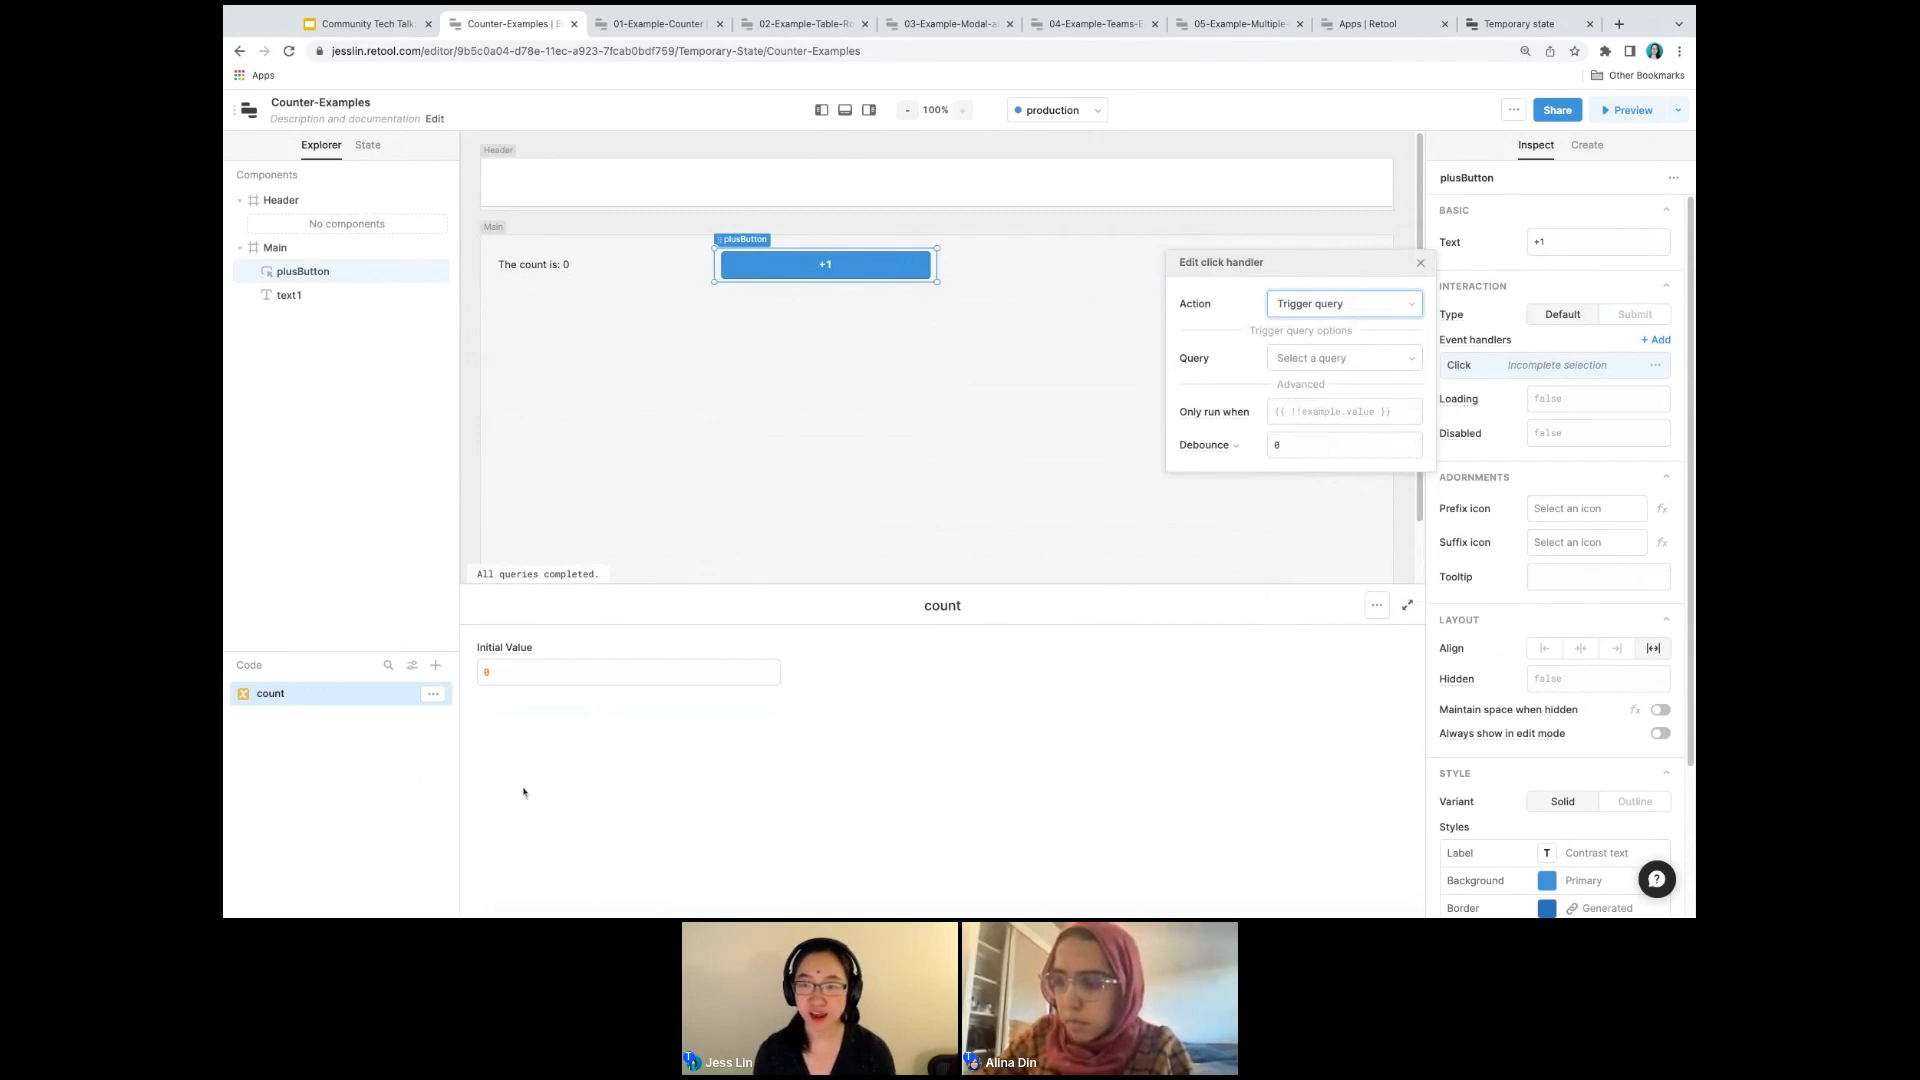 Community Tech Talk:
Counter-Examples | E
01-Example-Counter |
02-Example-Table-Ro
03-Example-Modal-a
04-Example-Teams-E
05-Example-Multiple-
Apps | Retool
Temporary state
jesslin.retool.com/editor/9b5c0a04-d78e-11ec-a923-7fcab0bdf759/Temporary-State/Counter-Examples
Apps
Other Bookmarks
Counter-Examples
Description and documentation Edit
- 100% +
production
Share
Preview
Explorer State
Components
Header
No components
Main
plusButton
text1
Code
count
Header
Main
plusButton
The count is: 0
+1
All queries completed.
Edit click handler
Action Trigger query
Trigger query options
Query Select a query
Advanced
Only run when {{ !!example.value }}
Debounce 0
count
Initial Value
0
Inspect Create
plusButton
BASIC
Text +1
INTERACTION
Type Default Submit
Event handlers + Add
Click Incomplete selection
Loading false
Disabled false
ADORNMENTS
Prefix icon Select an icon fx
Suffix icon Select an icon fx
Tooltip
LAYOUT
Align
Hidden false
Maintain space when hidden fx
Always show in edit mode
STYLE
Variant Solid Outline
Styles
Label T Contrast text
Background Primary
Border Generated
Jess Lin
Alina Din